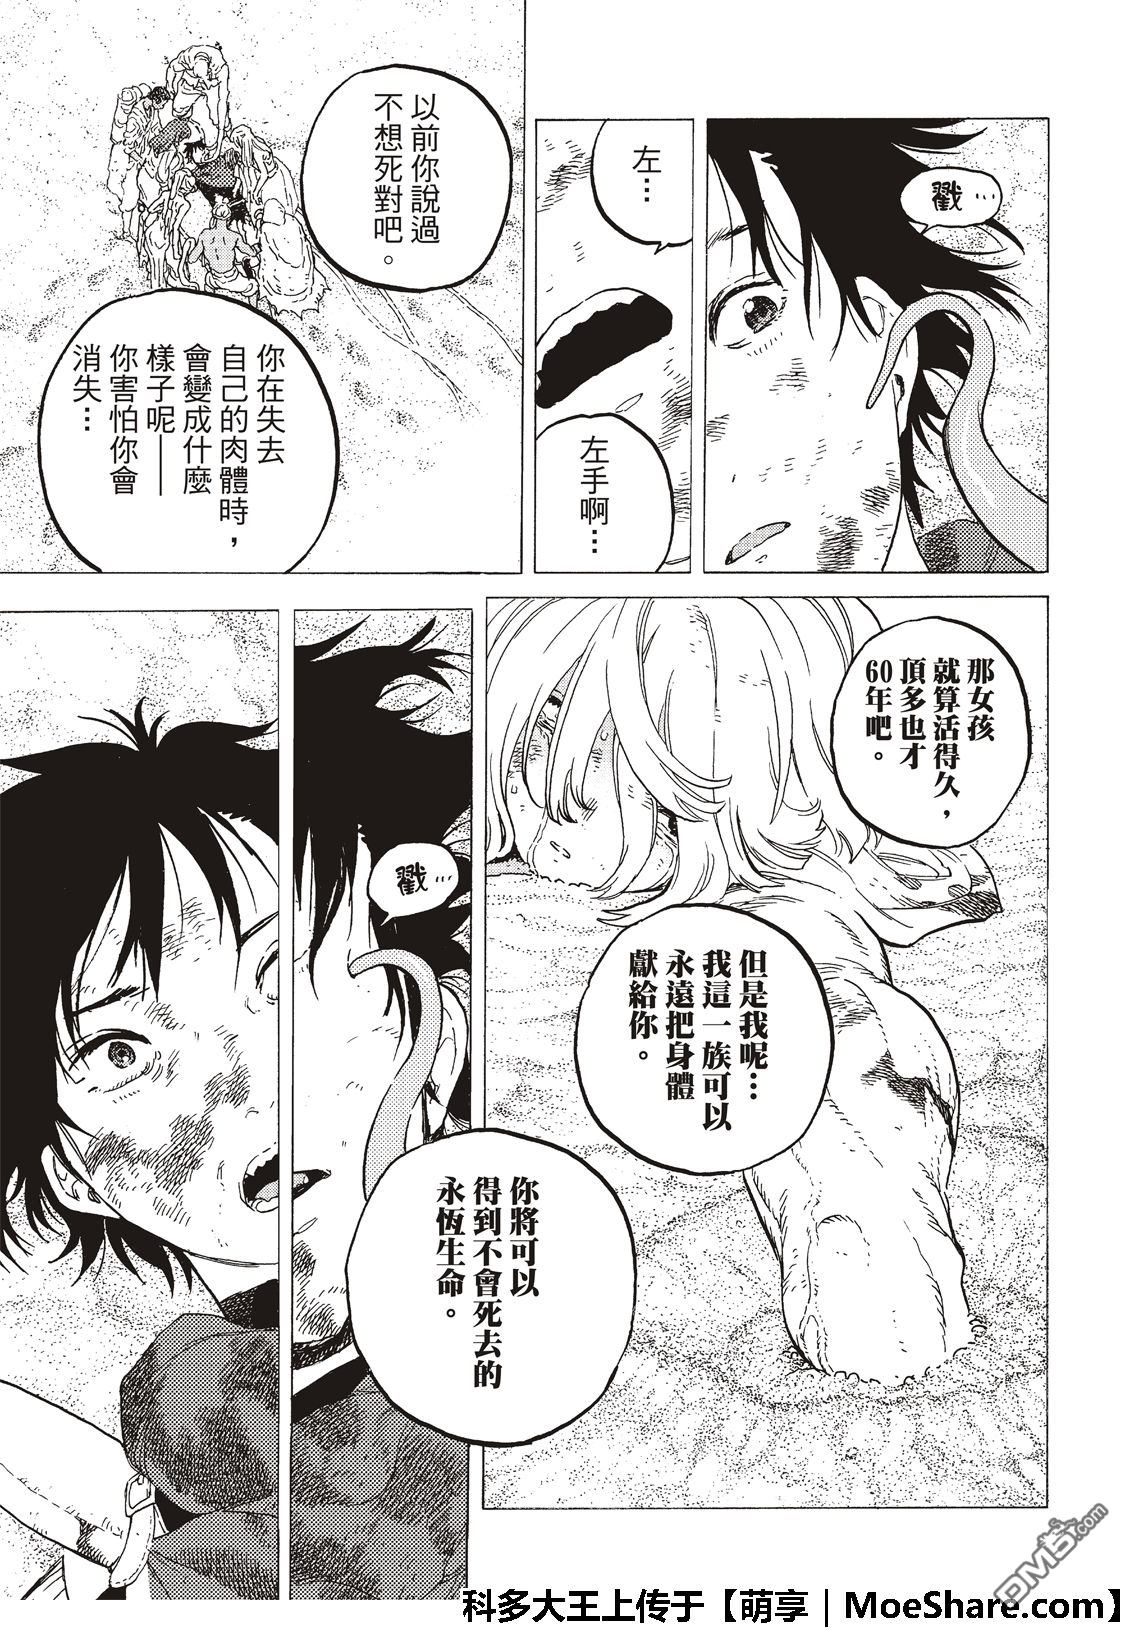 戳…
左…
左手啊…
以前你說過
不想死對吧。
你在失去
自己的肉體時，
會變成什麼
樣子呢——
你害怕你會
消失…
那女孩
就算活得久，
頂多也才
60年吧。
但是我呢…
我這一族可以
永遠把身體
獻給你。
戳…
你將可以
得到不會死去的
永恆生命。
DM5.com
科多大王上传于【萌享｜MoeShare.com】